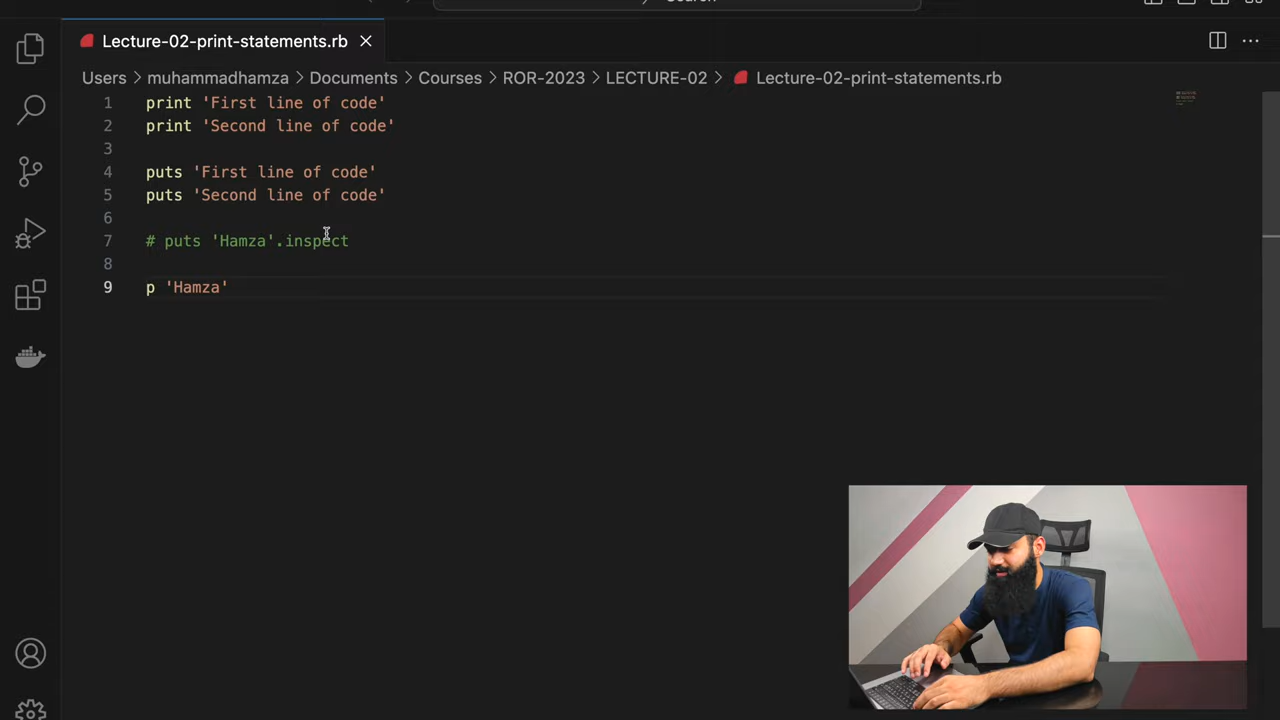 Lecture-02-print-statements.rb
Users > muhammadhamza > Documents > Courses > ROR-2023 > LECTURE-02 > Lecture-02-print-statements.rb
1 print 'First line of code'
2 print 'Second line of code'
3
4 puts 'First line of code'
5 puts 'Second line of code'
6
7 # puts 'Hamza'.inspect
8
9 p 'Hamza'